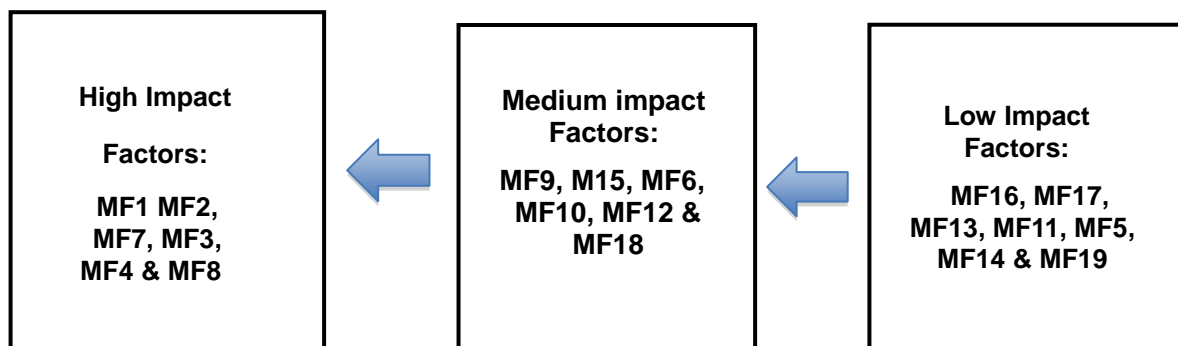 High Impact
Factors:
MF1 MF2,
MF7, MF3,
MF4 & MF8
Medium impact
Factors:
MF9, M15, MF6,
MF10, MF12 &
MF18
Low Impact
Factors:
MF16, MF17,
MF13, MF11, MF5,
MF14 & MF19